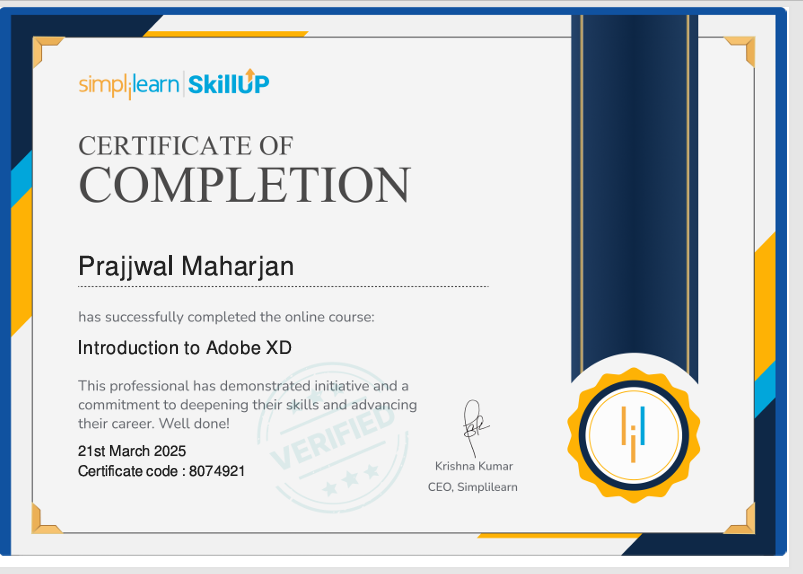 simplilearn | SkillUP
CERTIFICATE OF
COMPLETION
Prajjwal Maharjan
has successfully completed the online course:
Introduction to Adobe XD
This professional has demonstrated initiative and a
commitment to deepening their skills and advancing
their career. Well done!
21st March 2025
Certificate code : 8074921
VERIFIED
Krishna Kumar
CEO, Simplilearn